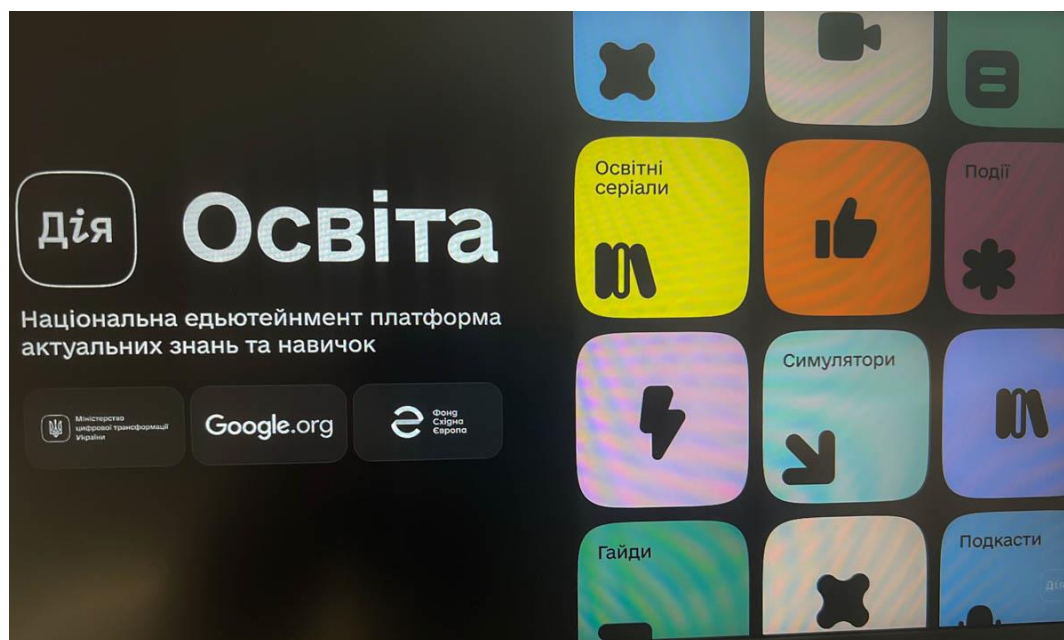 Дія
Освіта
Національна едьютейнмент платформа
актуальних знань та навичок
Міністерство
цифрової трансформації
України
Google.org
Фонд
Східна
Європа
Освітні
серіали
Події
Симулятори
Гайди
Подкасти
Дія